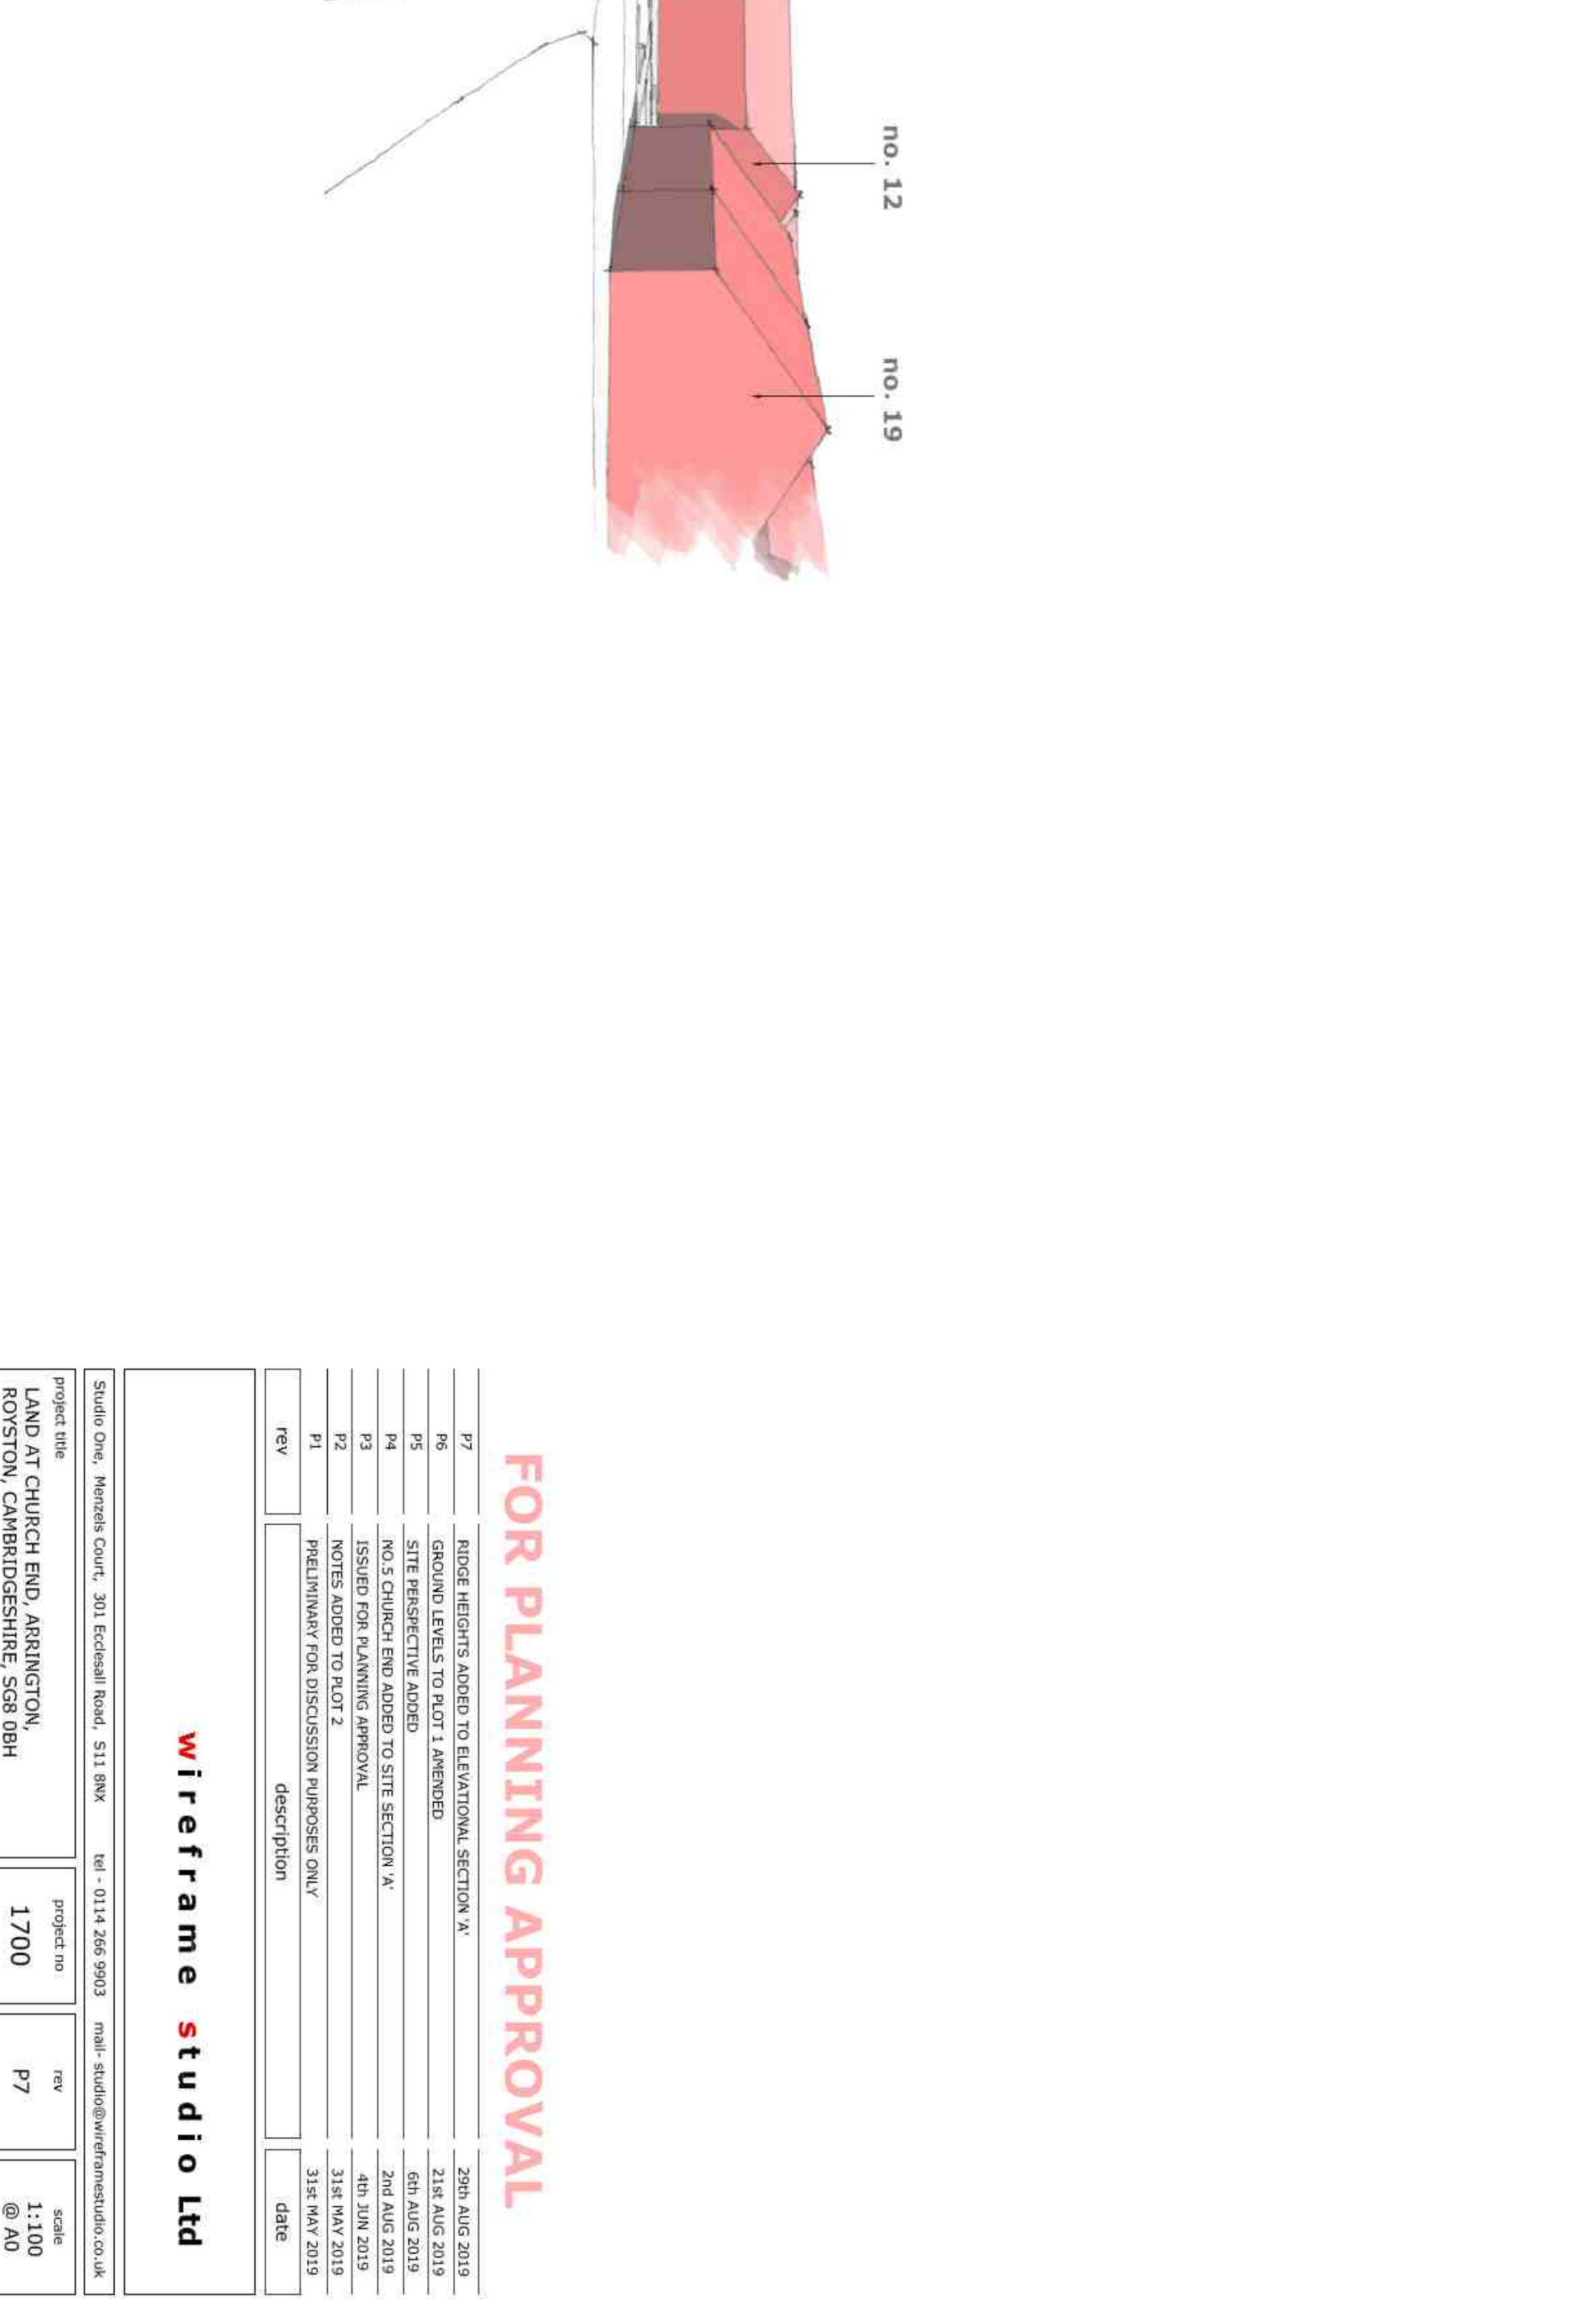 no. 12
no. 19
FOR PLANNING APPROVAL
P7 RIDGE HEIGHTS ADDED TO ELEVATIONAL SECTION 'A' 29th AUG 2019
P6 GROUND LEVELS TO PLOT 1 AMENDED 21st AUG 2019
P5 SITE PERSPECTIVE ADDED 6th AUG 2019
P4 NO.5 CHURCH END ADDED TO SITE SECTION 'A' 2nd AUG 2019
P3 ISSUED FOR PLANNING APPROVAL 4th JUN 2019
P2 NOTES ADDED TO PLOT 2 31st MAY 2019
P1 PRELIMINARY FOR DISCUSSION PURPOSES ONLY 31st MAY 2019
rev description date
wireframe studio Ltd
Studio One, Menzels Court, 301 Ecclesall Road, S11 8NX tel - 0114 266 9903 mail- studio@wireframestudio.co.uk
project title
LAND AT CHURCH END, ARRINGTON,
ROYSTON, CAMBRIDGESHIRE, SG8 0BH
project no
1700
rev
P7
scale
1:100
@ A0